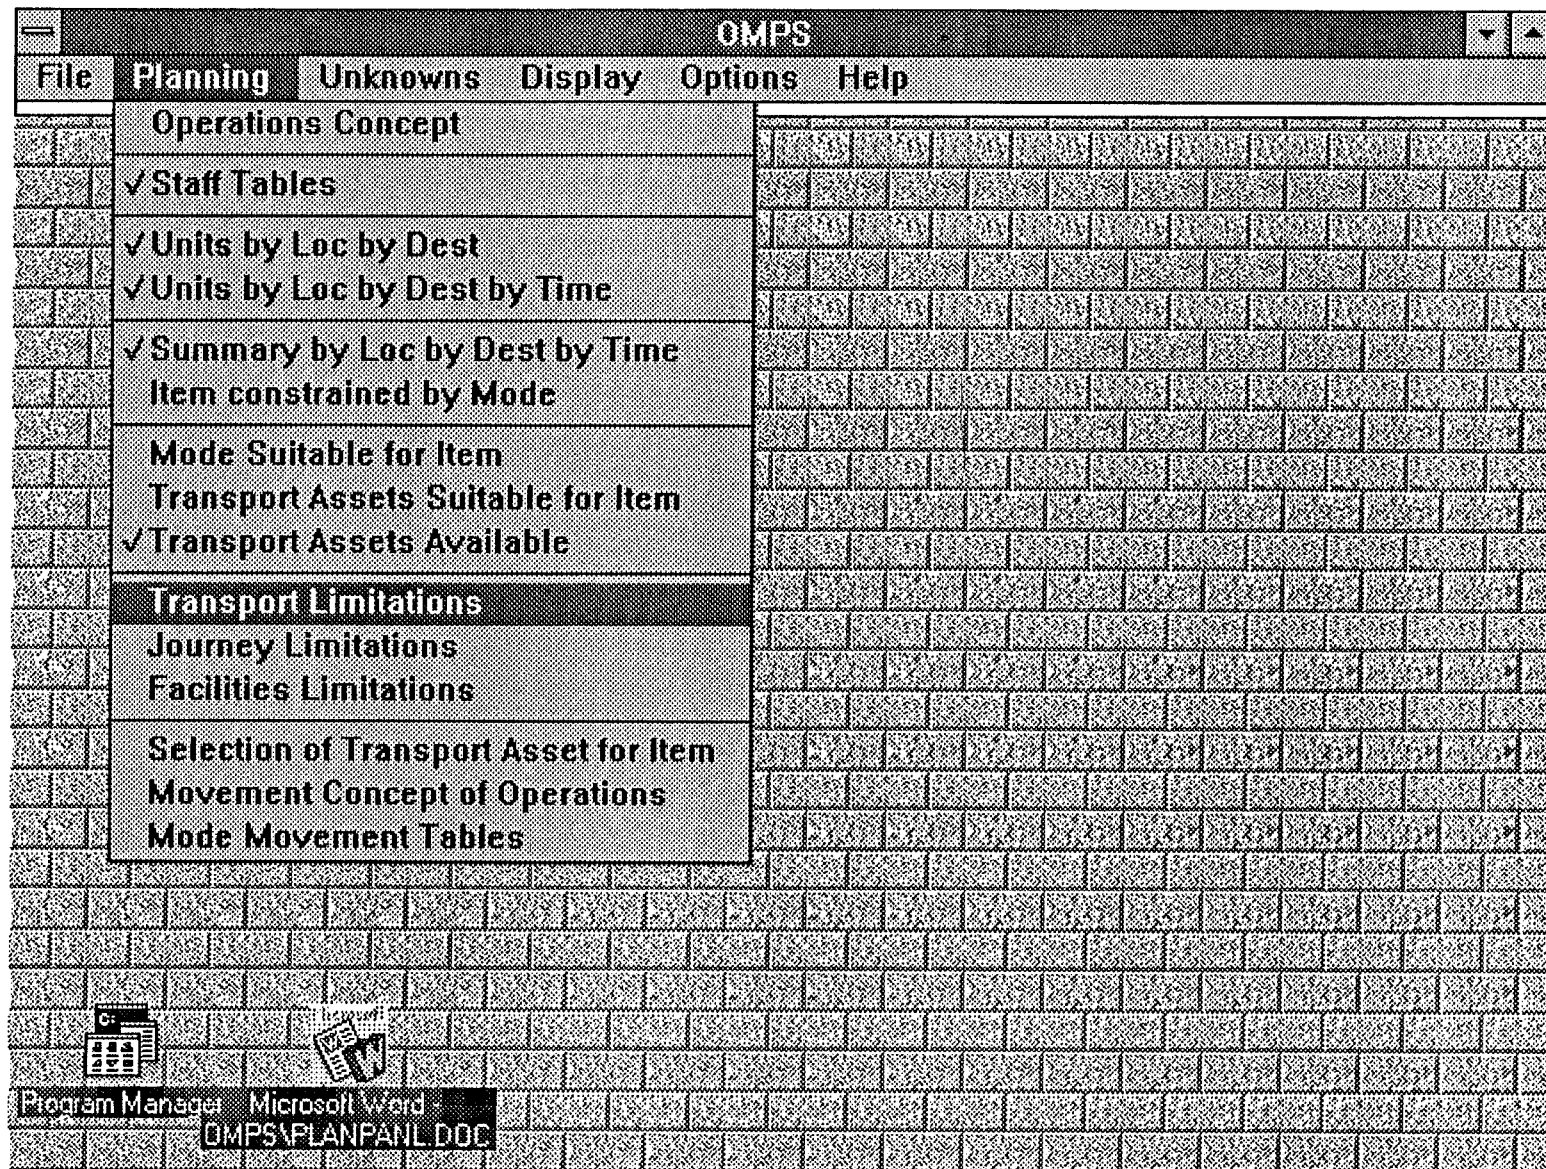 OMPS
File Planning Unknowns Display Options Help
Operations Concept
✓Staff Tables
✓Units by Loc by Dest
✓Units by Loc by Dest by Time
✓Summary by Loc by Dest by Time
Item constrained by Mode
Mode Suitable for Item
Transport Assets Suitable for Item
✓Transport Assets Available
Transport Limitations
Journey Limitations
Facilities Limitations
Selection of Transport Asset for Item
Movement Concept of Operations
Mode Movement Tables
C:
W
Program Manager Microsoft Word -
OMPS\PLANPANL.DOC